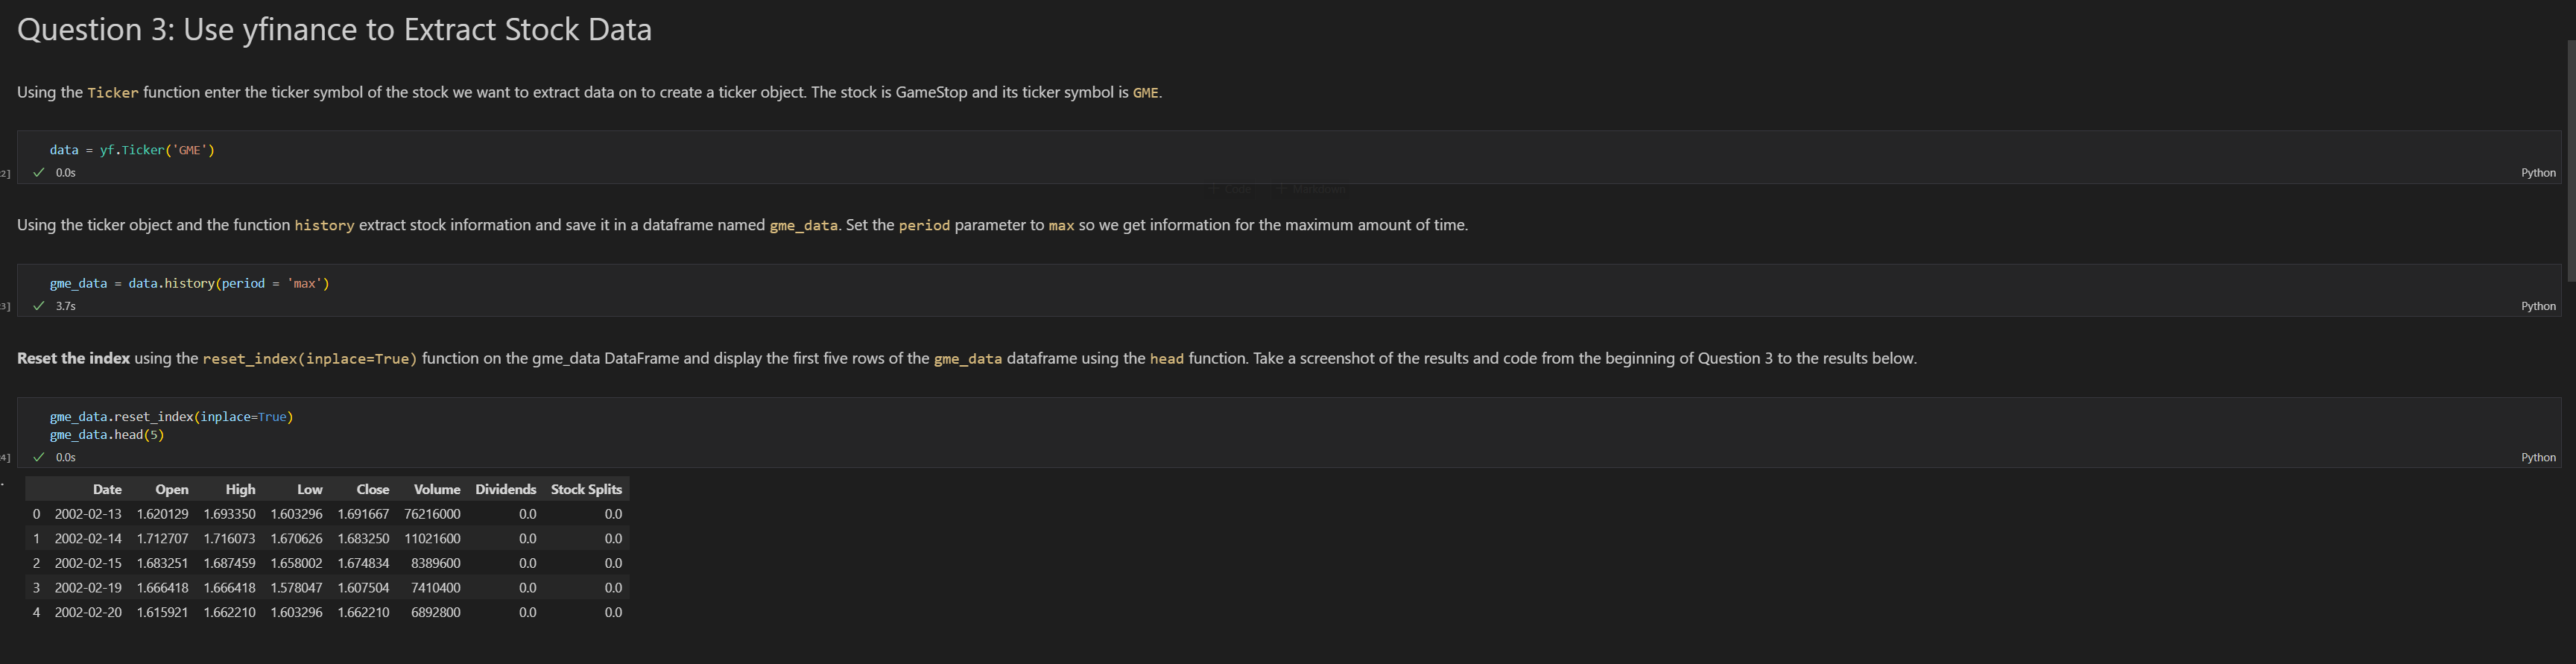 Question 3: Use yfinance to Extract Stock Data
Using the Ticker function enter the ticker symbol of the stock we want to extract data on to create a ticker object. The stock is GameStop and its ticker symbol is GME.
data = yf.Ticker('GME')
2] ✓ 0.0s Python
+ Code + Markdown
Using the ticker object and the function history extract stock information and save it in a dataframe named gme_data. Set the period parameter to max so we get information for the maximum amount of time.
gme_data = data.history(period = 'max')
3] ✓ 3.7s Python
Reset the index using the reset_index(inplace=True) function on the gme_data DataFrame and display the first five rows of the gme_data dataframe using the head function. Take a screenshot of the results and code from the beginning of Question 3 to the results below.
gme_data.reset_index(inplace=True)
gme_data.head(5)
4] ✓ 0.0s Python
Date Open High Low Close Volume Dividends Stock Splits
0 2002-02-13 1.620129 1.693350 1.603296 1.691667 76216000 0.0 0.0
1 2002-02-14 1.712707 1.716073 1.670626 1.683250 11021600 0.0 0.0
2 2002-02-15 1.683251 1.687459 1.658002 1.674834 8389600 0.0 0.0
3 2002-02-19 1.666418 1.666418 1.578047 1.607504 7410400 0.0 0.0
4 2002-02-20 1.615921 1.662210 1.603296 1.662210 6892800 0.0 0.0